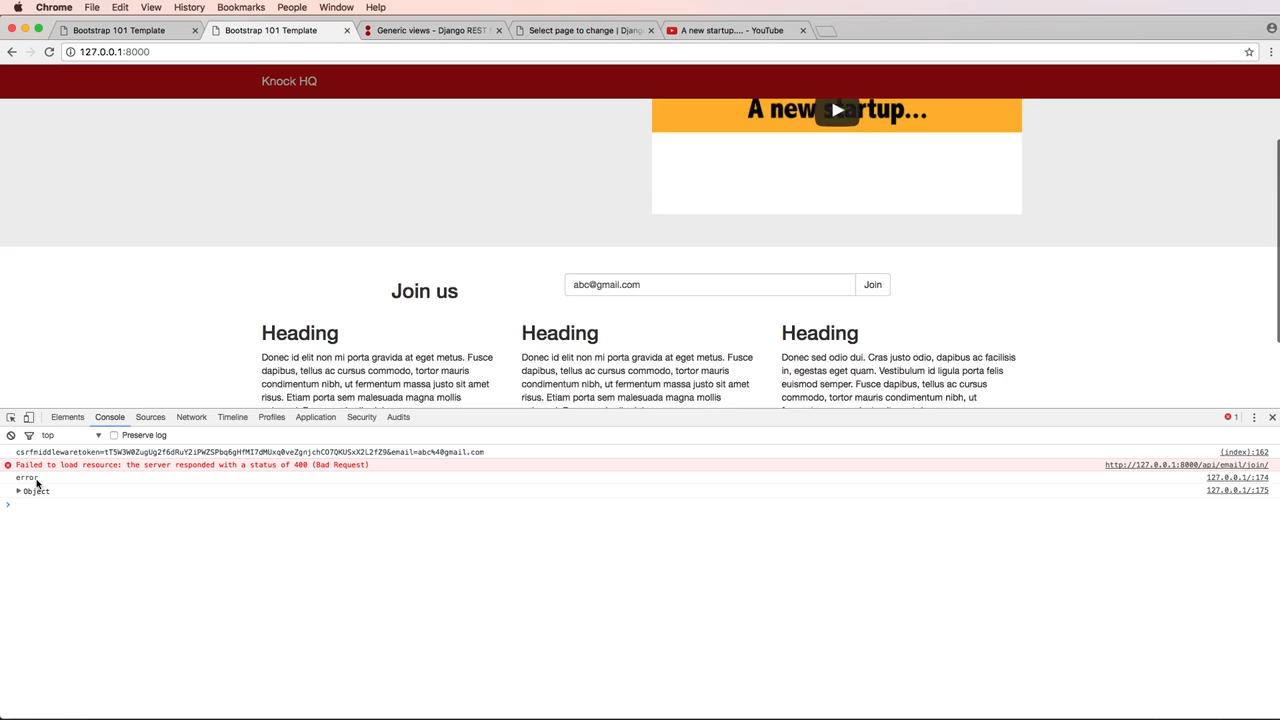 Chrome File Edit View History Bookmarks People Window Help
Bootstrap 101 Template Bootstrap 101 Template Generic views - Django REST Select page to change | Djang A new startup.... - YouTube
127.0.0.1:8000
Knock HQ
A new startup...
Join us abc@gmail.com Join
Heading Heading Heading
Donec id elit non mi porta gravida at eget metus. Fusce
dapibus, tellus ac cursus commodo, tortor mauris
condimentum nibh, ut fermentum massa justo sit amet
risus. Etiam porta sem malesuada magna mollis
Donec id elit non mi porta gravida at eget metus. Fusce
dapibus, tellus ac cursus commodo, tortor mauris
condimentum nibh, ut fermentum massa justo sit amet
risus. Etiam porta sem malesuada magna mollis
Donec sed odio dui. Cras justo odio, dapibus ac facilisis
in, egestas eget quam. Vestibulum id ligula porta felis
euismod semper. Fusce dapibus, tellus ac cursus
Elements Console Sources Network Timeline Profiles Application Security Audits 1
top Preserve log
csrfmiddlewaretoken=tT5W3W0ZugUg2f6dRuY2iPWZSPbq6gHfMI7dMUxq0veZgnjchCO7QKUSxX2L2fZ9&email=abc%40gmail.com (index):162
Failed to load resource: the server responded with a status of 400 (Bad Request) http://127.0.0.1:8000/api/email/join/
error 127.0.0.1/:174
Object 127.0.0.1/:175